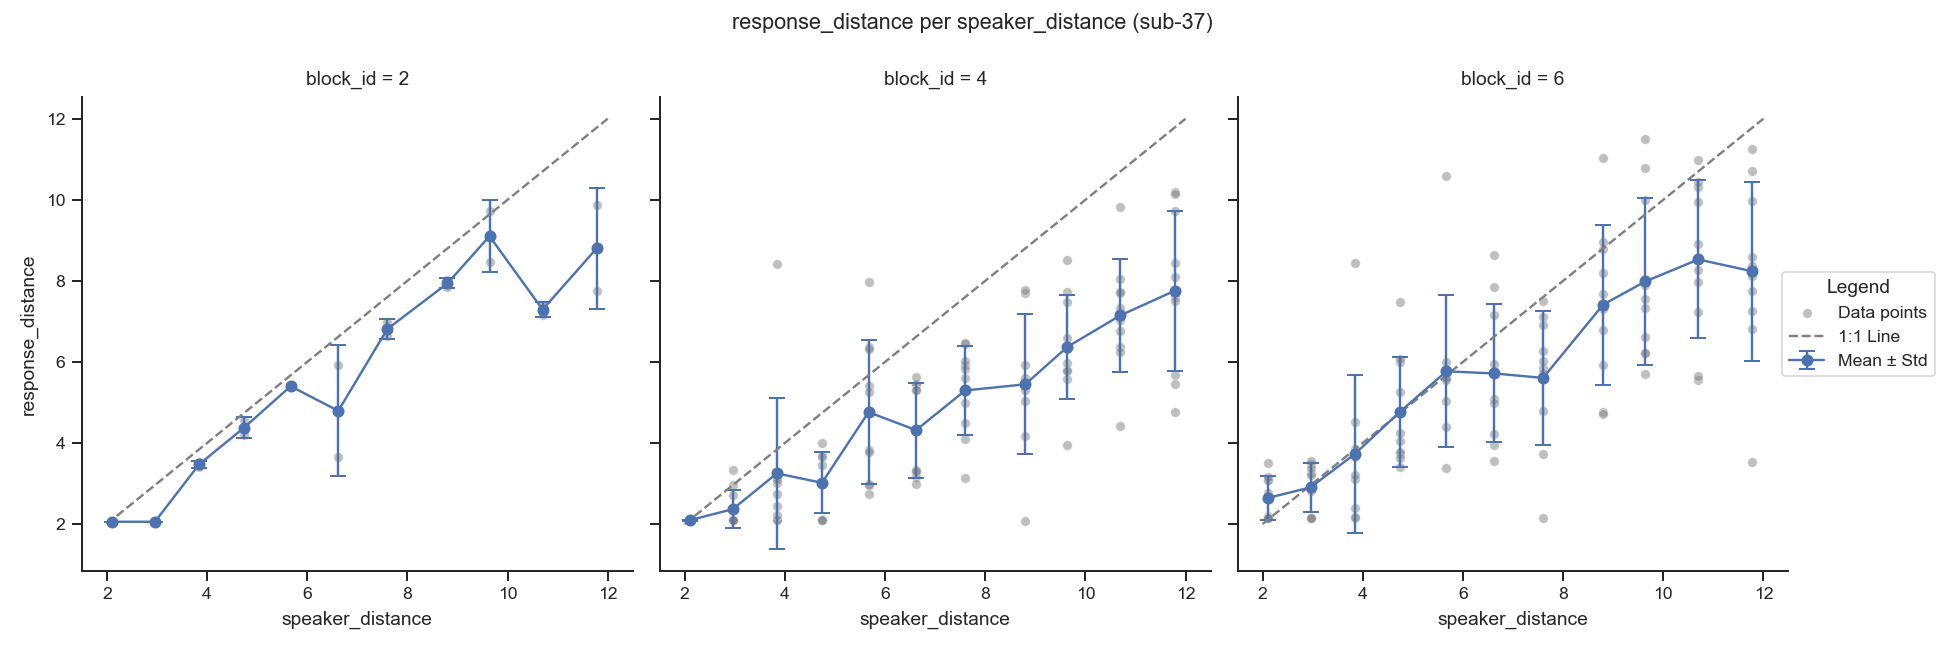 response_distance per speaker_distance (sub-37)
block_id = 2
block_id = 4
block_id = 6
response_distance
12
10
8
6
4
2
2 4 6 8 10 12
2 4 6 8 10 12
2 4 6 8 10 12
speaker_distance
speaker_distance
speaker_distance
Legend
Data points
1:1 Line
Mean ± Std